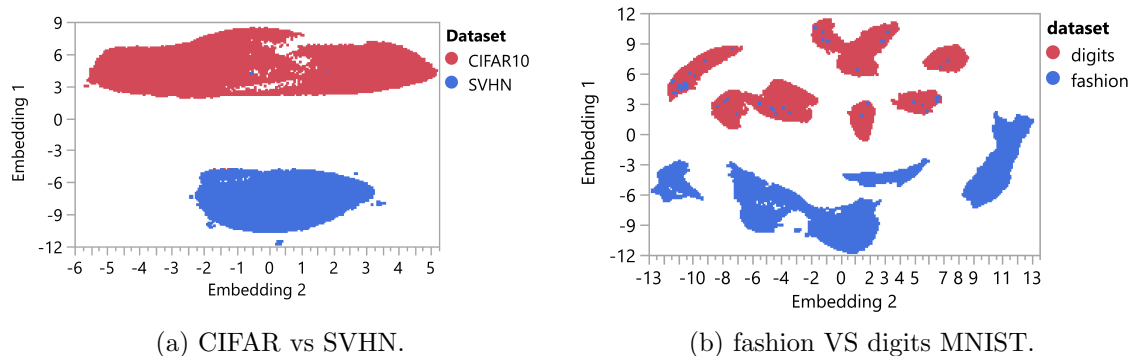 9
6
3
0
-3
-6
-9
-12
Embedding 1
-6 -5 -4 -3 -2 -1 0 1 2 3 4 5
Embedding 2
Dataset
CIFAR10
SVHN
(a) CIFAR vs SVHN.
12
9
6
3
0
-3
-6
-9
-12
Embedding 1
-13 -10 -8 -6 -4 -2 0 2 3 4 5 7 8 9 11 13
Embedding 2
dataset
digits
fashion
(b) fashion VS digits MNIST.